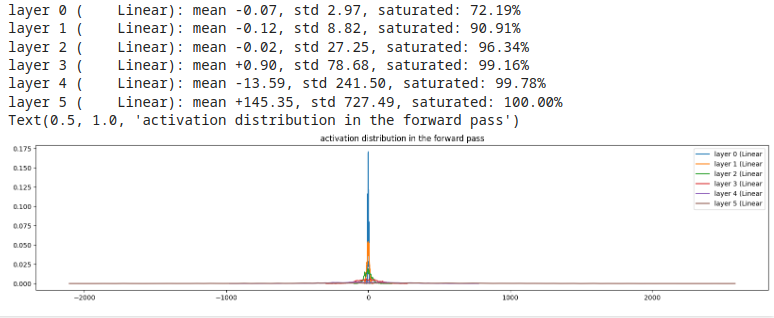 layer 0 (    Linear): mean -0.07, std 2.97, saturated: 72.19%
layer 1 (    Linear): mean -0.12, std 8.82, saturated: 90.91%
layer 2 (    Linear): mean -0.02, std 27.25, saturated: 96.34%
layer 3 (    Linear): mean +0.90, std 78.68, saturated: 99.16%
layer 4 (    Linear): mean -13.59, std 241.50, saturated: 99.78%
layer 5 (    Linear): mean +145.35, std 727.49, saturated: 100.00%
Text(0.5, 1.0, 'activation distribution in the forward pass')
activation distribution in the forward pass
0.175
0.150
0.125
0.100
0.075
0.050
0.025
0.000
layer 0 (Linear
layer 1 (Linear
layer 2 (Linear
layer 3 (Linear
layer 4 (Linear
layer 5 (Linear
−2000 −1000 0 1000 2000